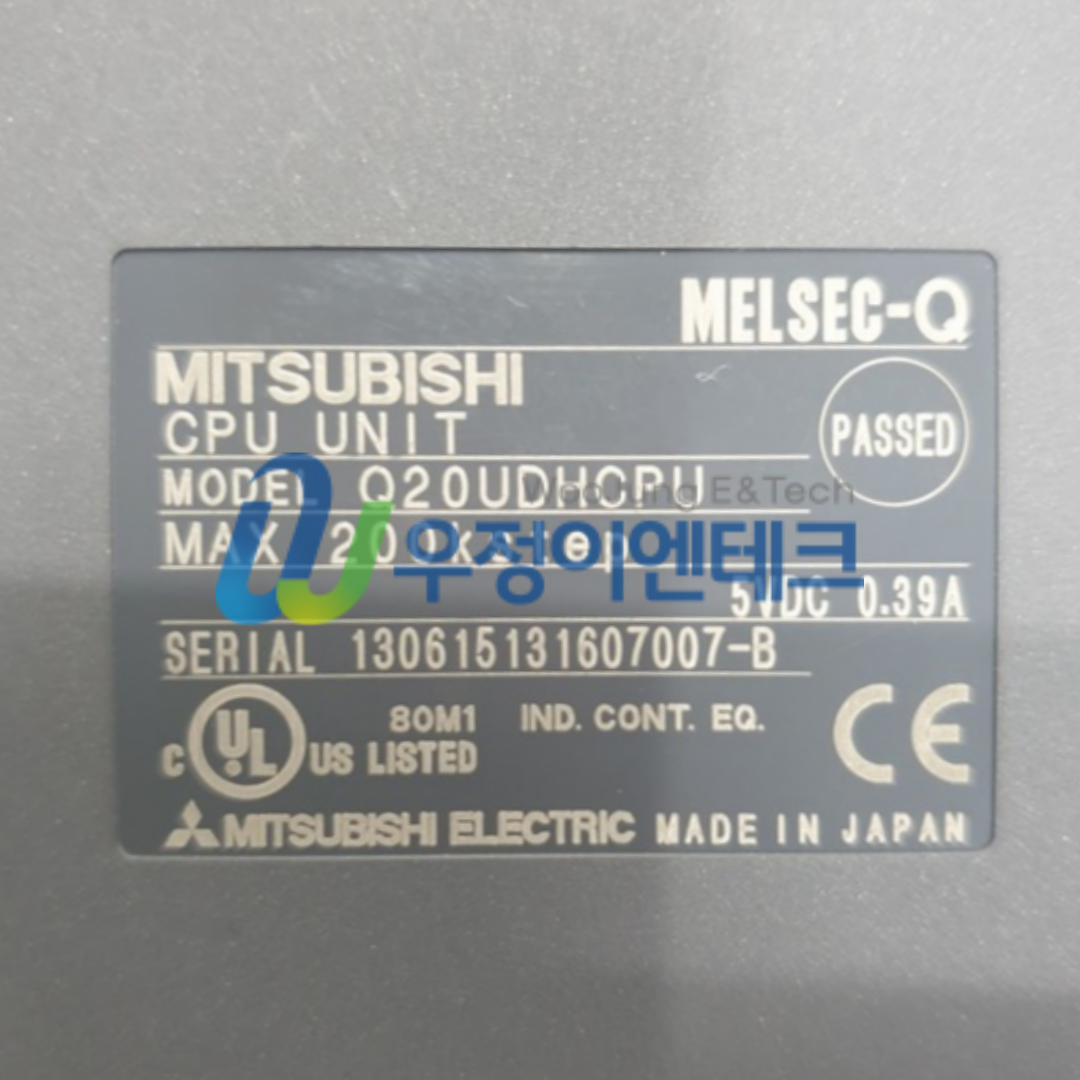 MELSEC-Q
MITSUBISHI
CPU UNIT
PASSED
MODEL Q20UDHCPU
WooJung E&Tech
MAX 200kstep
우정이엔테크
5VDC 0.39A
SERIAL 130615131607007-B
80M1 IND. CONT. EQ.
C UL US LISTED
CE
MITSUBISHI ELECTRIC MADE IN JAPAN